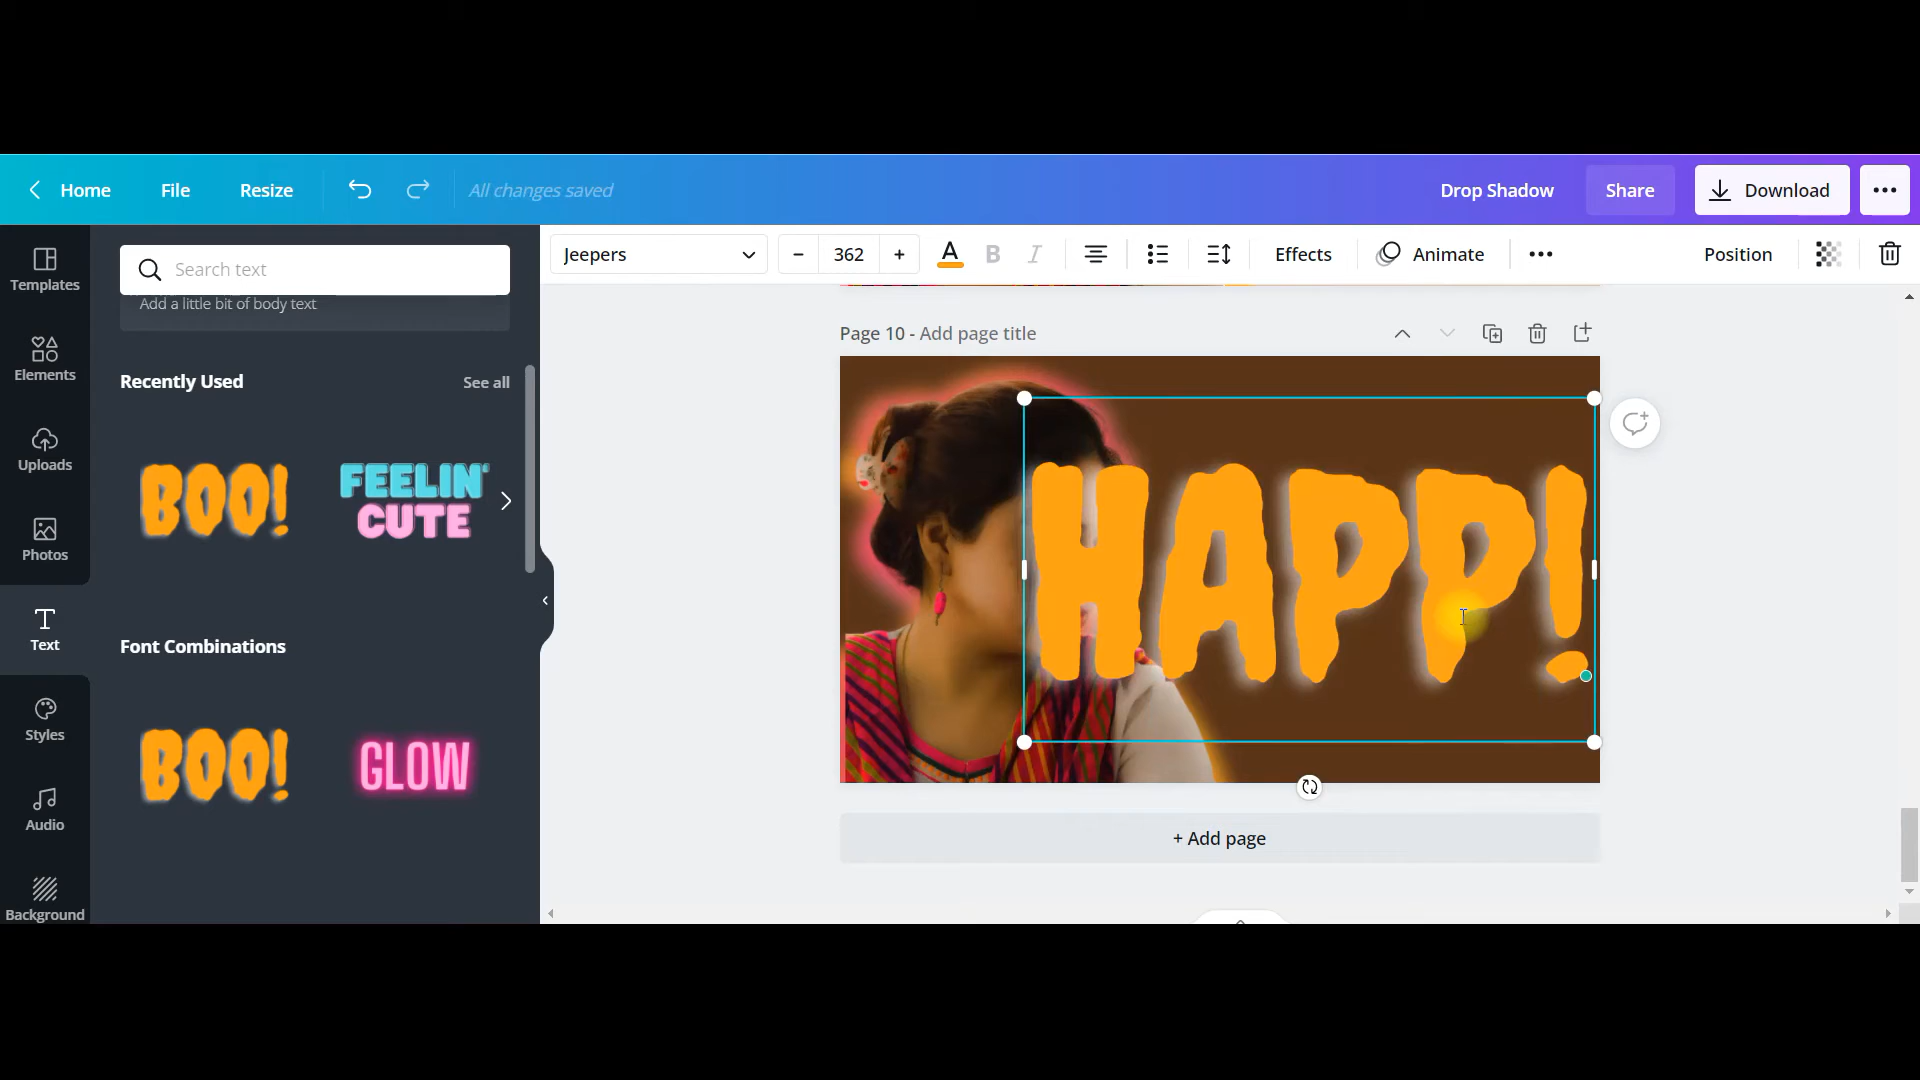 Home File Resize All changes saved Drop Shadow Share Download
Templates
Elements
Uploads
Photos
Text
Styles
Audio
Background
Search text
Add a little bit of body text
Recently Used See all
BOO! FEELIN' CUTE
Font Combinations
BOO! GLOW
Jeepers 362 A B I Effects Animate Position
Page 10 - Add page title
HAPP!
+ Add page